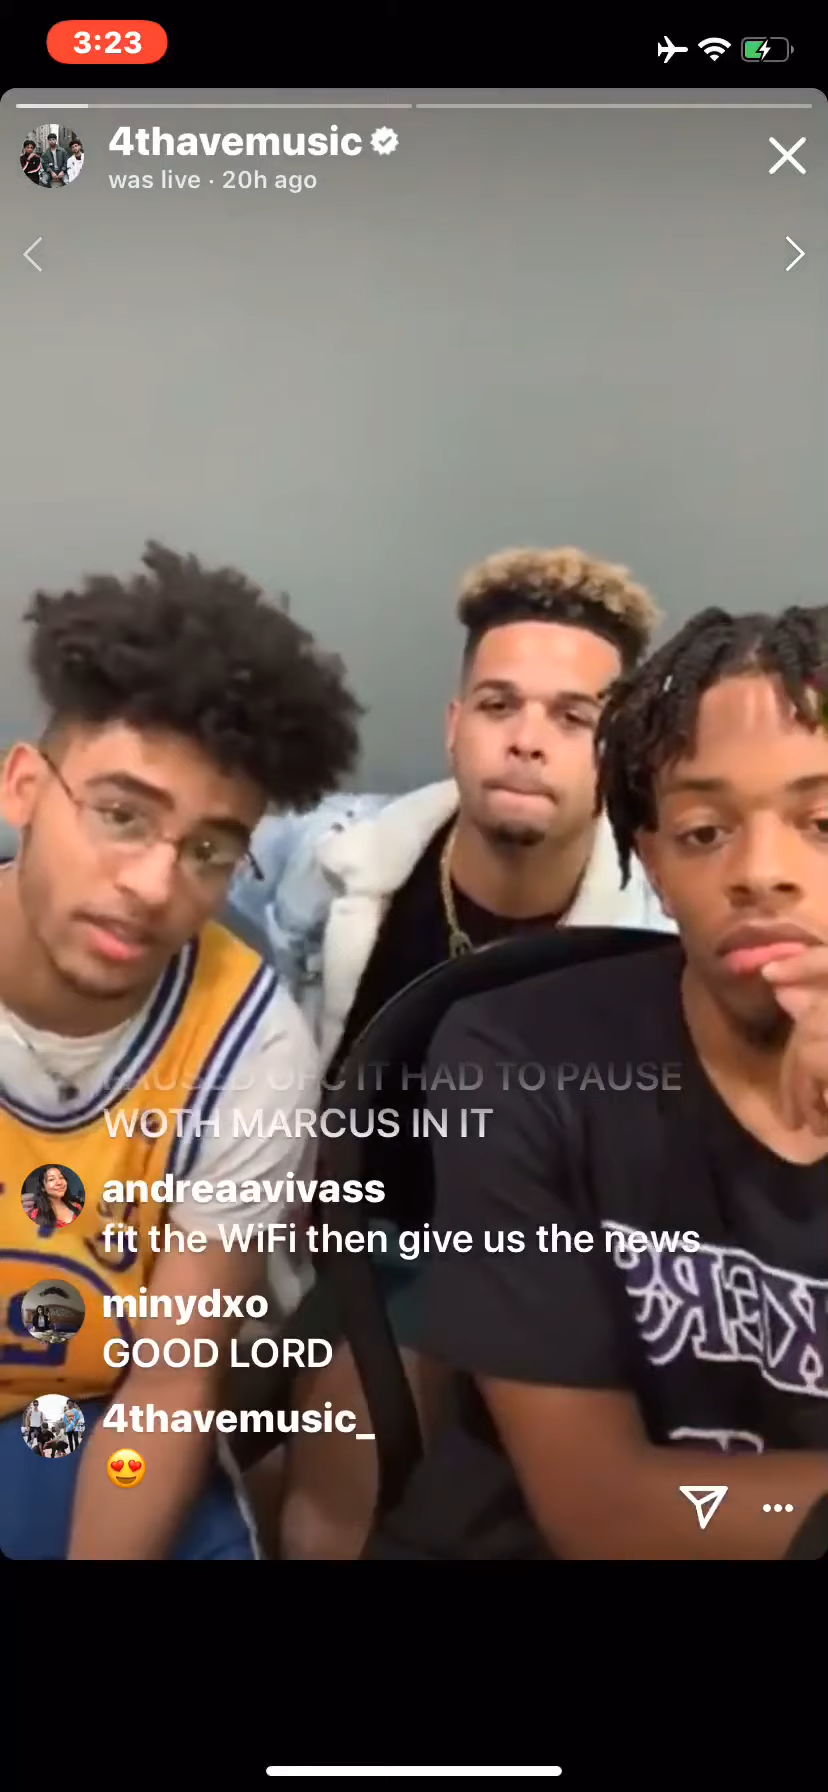 3:23
4thavemusic
was live · 20h ago
IT HAD TO PAUSE
WOTH MARCUS IN IT
andreaavivass
fit the WiFi then give us the news
minydxo
GOOD LORD
4thavemusic_
😍